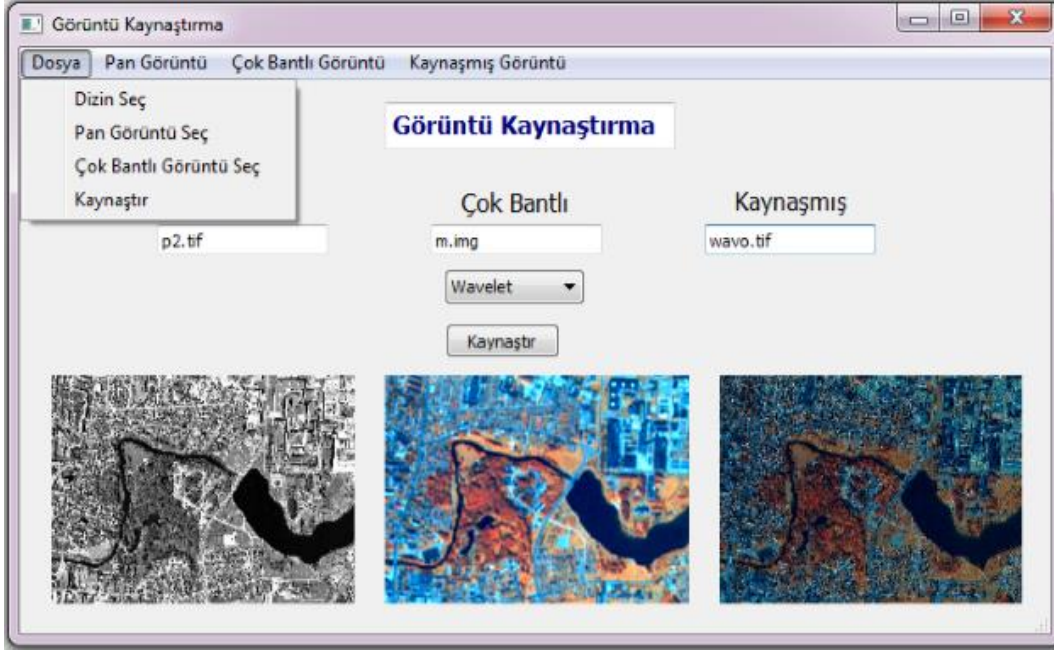 Görüntü Kaynaştırma
Dosya Pan Görüntü Çok Bantlı Görüntü Kaynaşmış Görüntü
Dizin Seç
Pan Görüntü Seç
Çok Bantlı Görüntü Seç
Kaynaştır
Görüntü Kaynaştırma
Çok Bantlı Kaynaşmış
p2.tif m.img wavo.tif
Wavelet
Kaynaştır